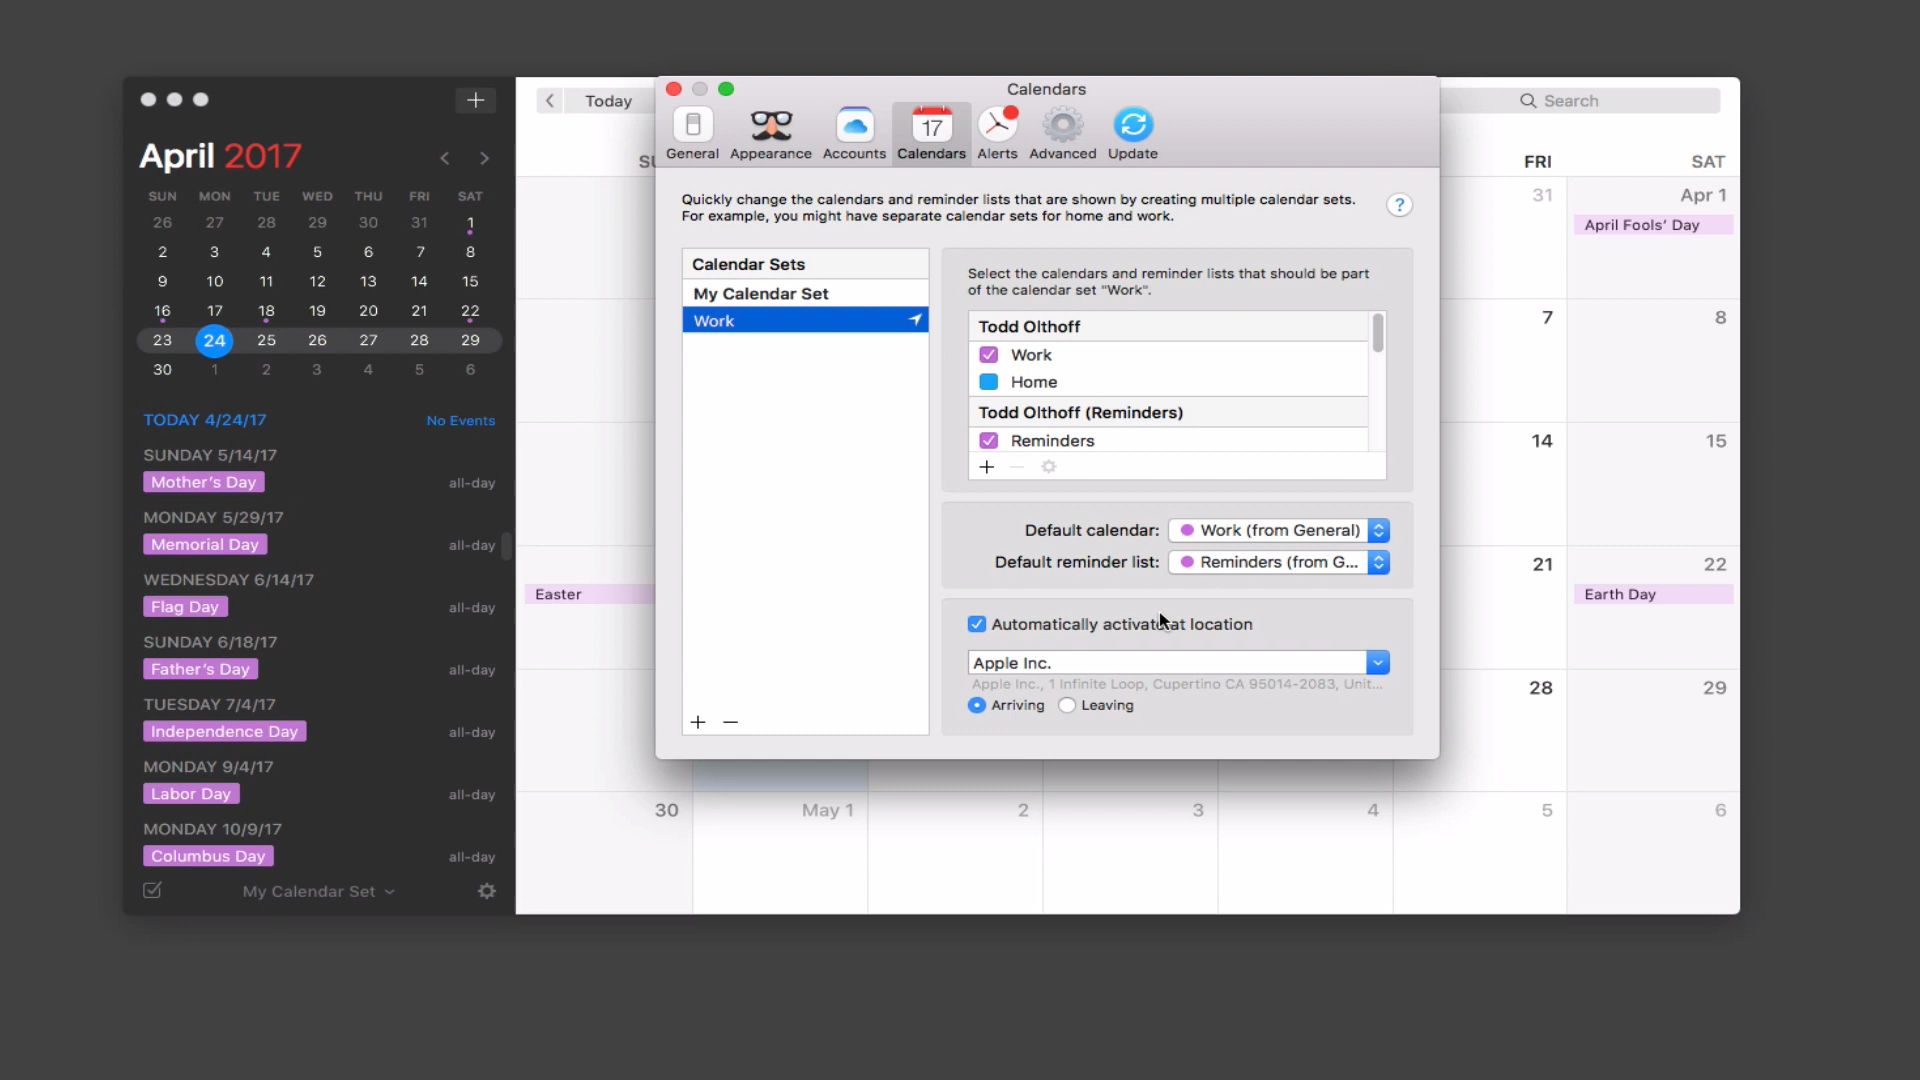 April 2017
SUN MON TUE WED THU FRI SAT
26 27 28 29 30 31 1
2 3 4 5 6 7 8
9 10 11 12 13 14 15
16 17 18 19 20 21 22
23 24 25 26 27 28 29
30 1 2 3 4 5 6
TODAY 4/24/17 No Events
SUNDAY 5/14/17
Mother's Day all-day
MONDAY 5/29/17
Memorial Day all-day
WEDNESDAY 6/14/17
Flag Day all-day
SUNDAY 6/18/17
Father's Day all-day
TUESDAY 7/4/17
Independence Day all-day
MONDAY 9/4/17
Labor Day all-day
MONDAY 10/9/17
Columbus Day all-day
My Calendar Set
Today
Calendars
General Appearance Accounts 17 Calendars Alerts Advanced Update
Quickly change the calendars and reminder lists that are shown by creating multiple calendar sets.
For example, you might have separate calendar sets for home and work.
?
Calendar Sets
My Calendar Set
Work
Select the calendars and reminder lists that should be part
of the calendar set "Work".
Todd Olthoff
Work
Home
Todd Olthoff (Reminders)
Reminders
Default calendar: Work (from General)
Default reminder list: Reminders (from G...
Automatically activate at location
Apple Inc.
Apple Inc., 1 Infinite Loop, Cupertino CA 95014-2083, Unit...
Arriving Leaving
Search
FRI SAT
31 Apr 1
April Fools' Day
7 8
14 15
21 22
Easter Earth Day
28 29
30 May 1 2 3 4 5 6